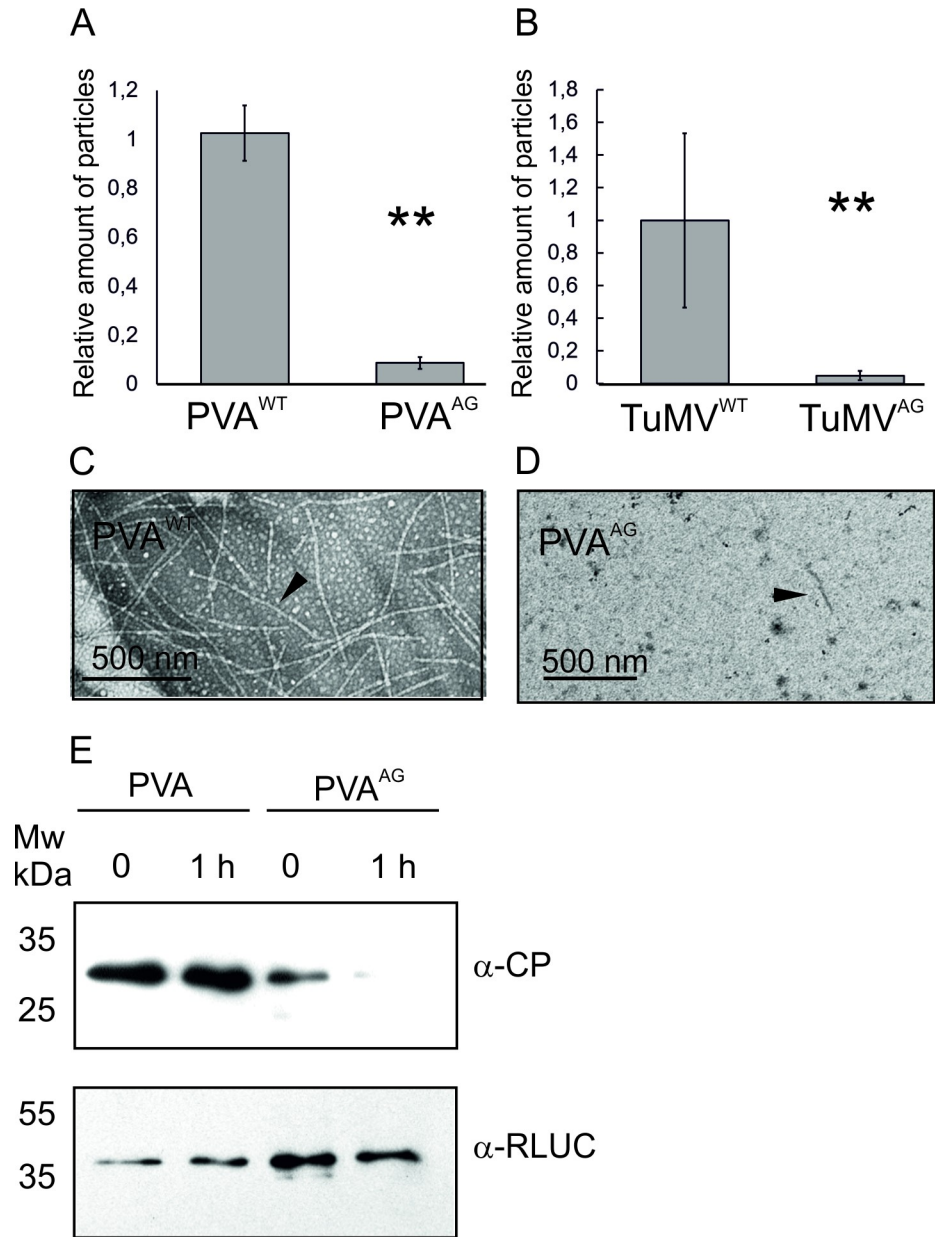 A
Relative amount of particles
1,2
1
0,8
0,6
0,4
0,2
0
**
PVA^WT
PVA^AG
B
Relative amount of particles
1,8
1,6
1,4
1,2
1
0,8
0,6
0,4
0,2
0
**
TuMV^WT
TuMV^AG
C
PVA^WT
500 nm
D
PVA^AG
500 nm
E
PVA
PVA^AG
Mw
kDa
0
1 h
0
1 h
35
25
α-CP
55
35
α-RLUC